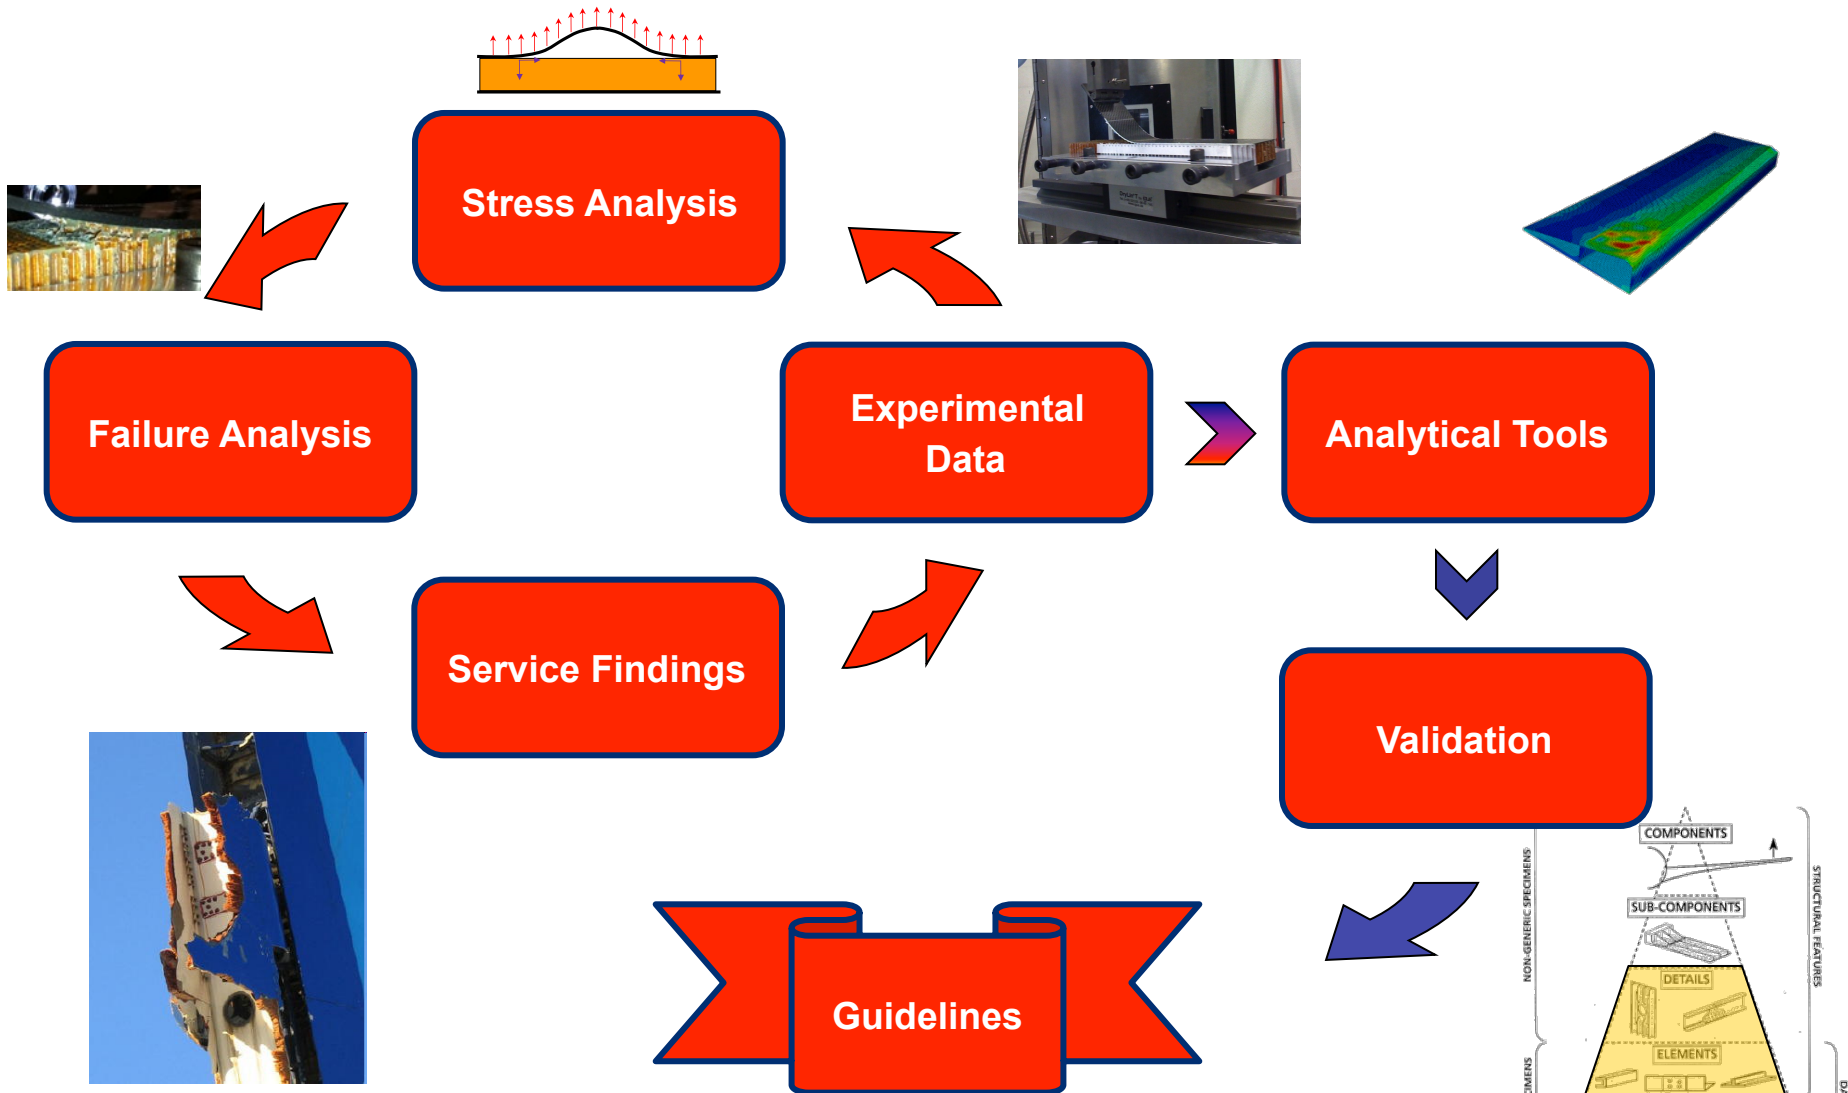 Stress Analysis
Failure Analysis
Experimental
Data
Analytical Tools
Service Findings
Validation
Guidelines
COMPONENTS
SUB-COMPONENTS
DETAILS
ELEMENTS
NON-GENERIC SPECIMENS
STRUCTURAL FEATURES